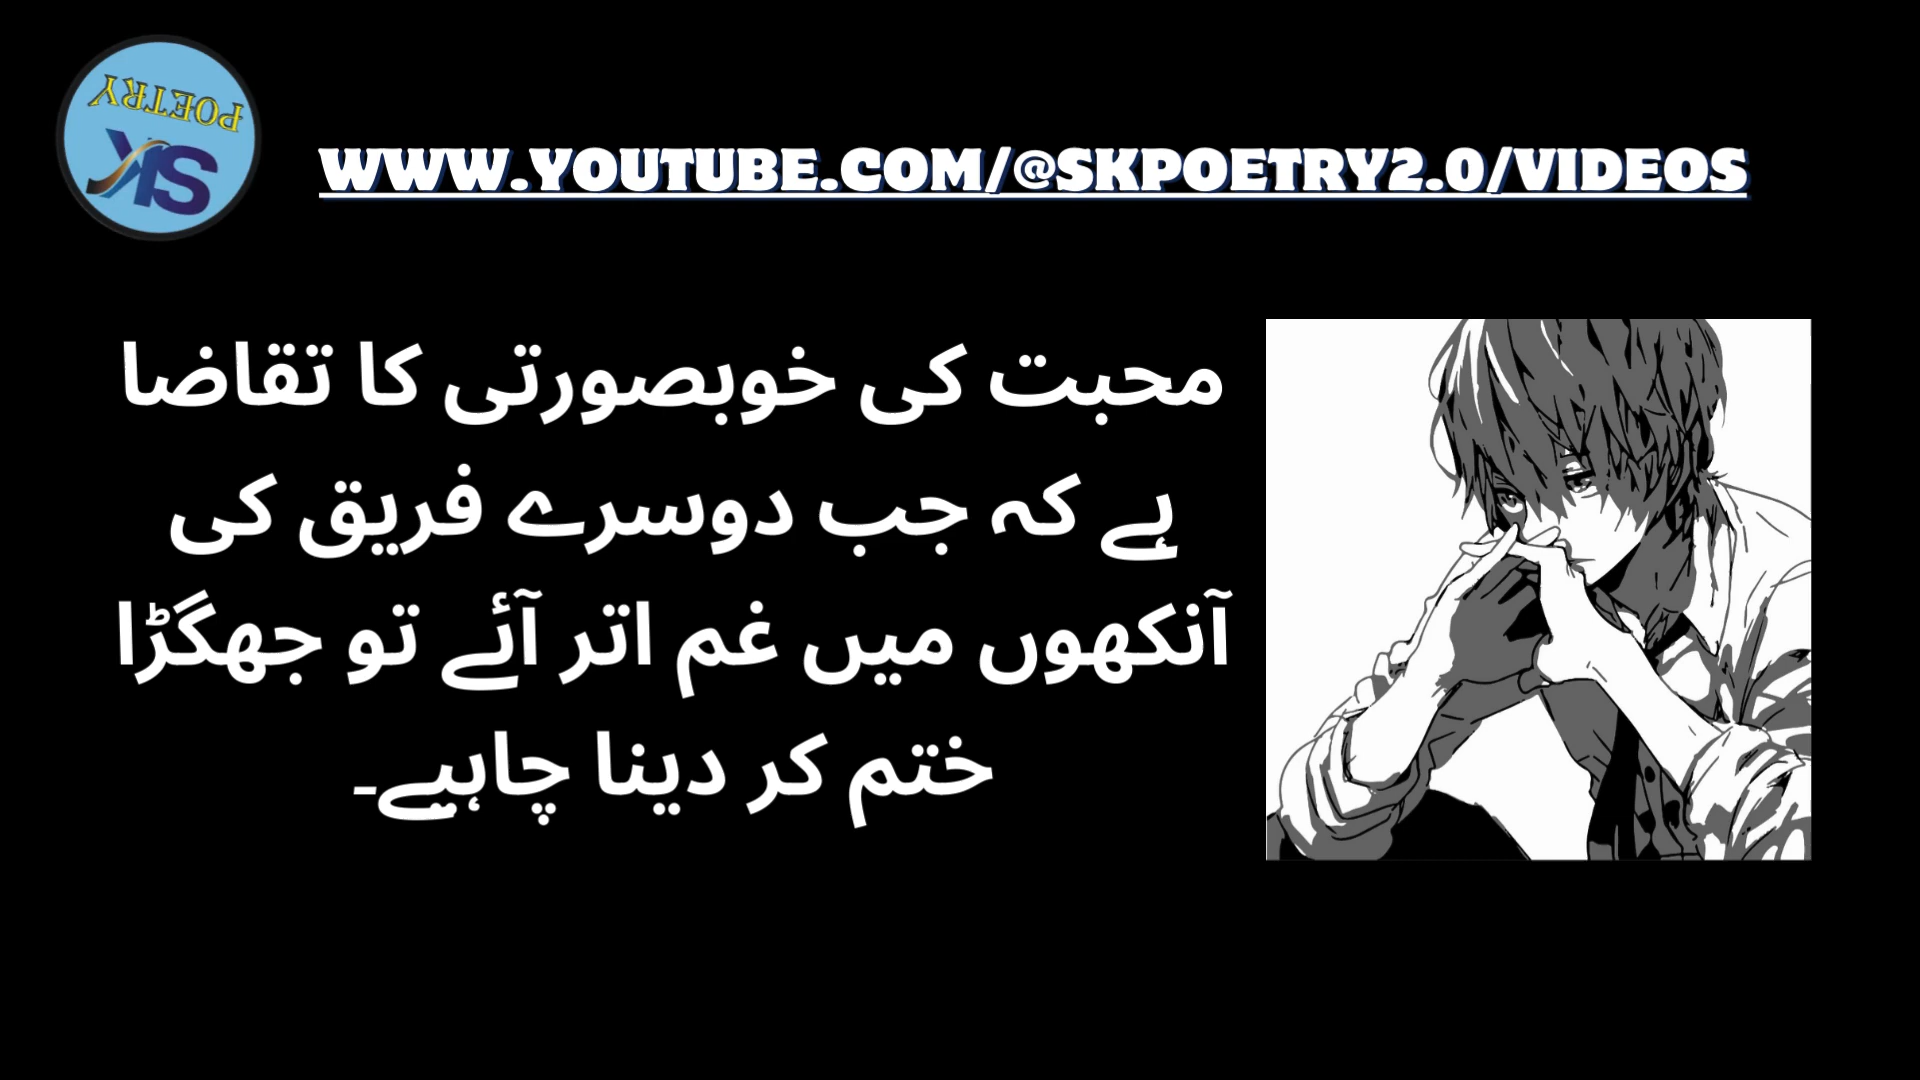 POETRY
SK
WWW.YOUTUBE.COM/@SKPOETRY2.0/VIDEOS
محبت کی خوبصورتی کا تقاضا
ہے کہ جب دوسرے فریق کی
آنکھوں میں غم اتر آئے تو جھگڑا
ختم کر دینا چاہیے۔